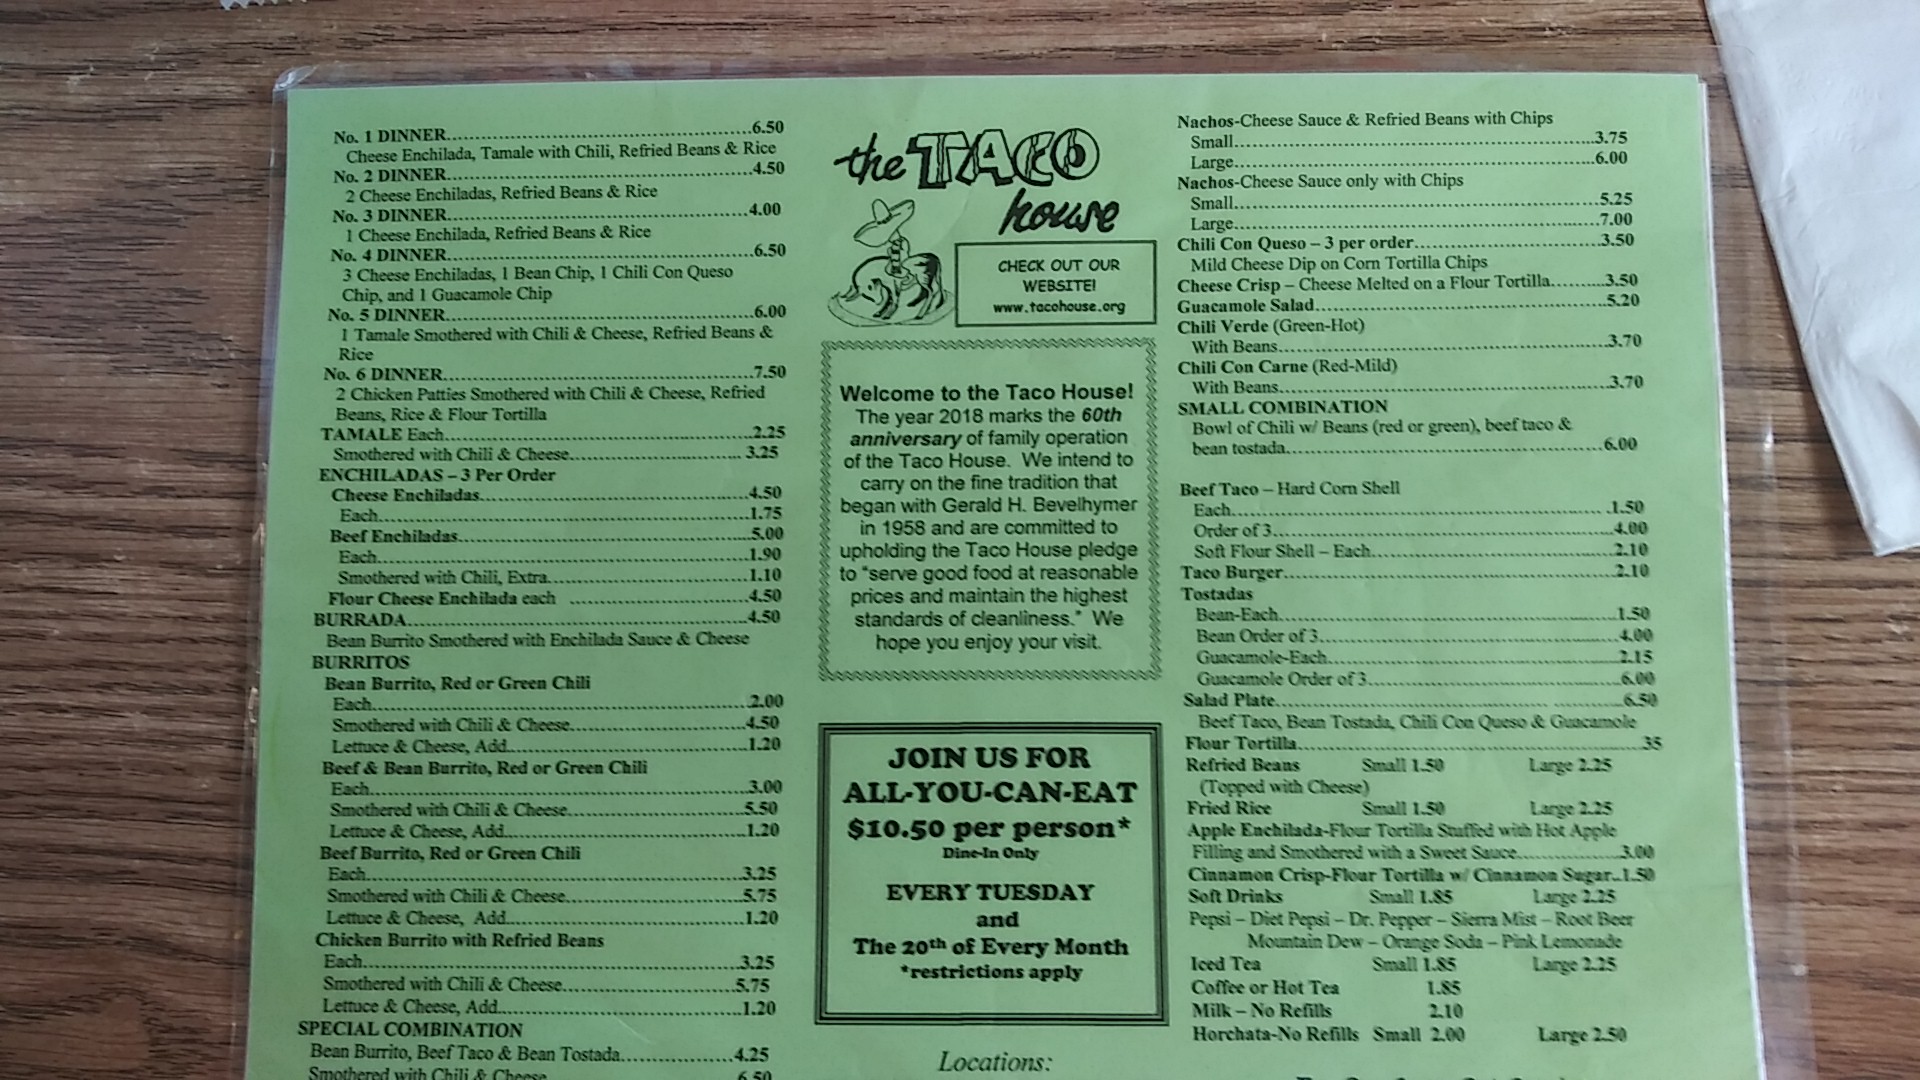 No. 1 DINNER..........6.50
Cheese Enchilada, Tamale with Chili, Refried Beans & Rice
No. 2 DINNER..........4.50
2 Cheese Enchiladas, Refried Beans & Rice
No. 3 DINNER..........4.00
1 Cheese Enchilada, Refried Beans & Rice
No. 4 DINNER..........6.50
3 Cheese Enchiladas, 1 Bean Chip, 1 Chili Con Queso
Chip, and 1 Guacamole Chip
No. 5 DINNER..........6.00
1 Tamale Smothered with Chili & Cheese, Refried Beans &
Rice
No. 6 DINNER..........7.50
2 Chicken Patties Smothered with Chili & Cheese, Refried
Beans, Rice & Flour Tortilla
TAMALE Each..........2.25
Smothered with Chili & Cheese.......... 3.25
ENCHILADAS – 3 Per Order
Cheese Enchiladas..........4.50
Each..........1.75
Beef Enchiladas..........5.00
Each..........1.90
Smothered with Chili, Extra..........1.10
Flour Cheese Enchilada each ..........4.50
BURRADA..........4.50
Bean Burrito Smothered with Enchilada Sauce & Cheese
BURRITOS
Bean Burrito, Red or Green Chili
Each..........2.00
Smothered with Chili & Cheese..........4.50
Lettuce & Cheese, Add..........1.20
Beef & Bean Burrito, Red or Green Chili
Each..........3.00
Smothered with Chili & Cheese..........5.50
Lettuce & Cheese, Add..........1.20
Beef Burrito, Red or Green Chili
Each..........3.25
Smothered with Chili & Cheese..........5.75
Lettuce & Cheese, Add..........1.20
Chicken Burrito with Refried Beans
Each..........3.25
Smothered with Chili & Cheese..........5.75
Lettuce & Cheese, Add..........1.20
SPECIAL COMBINATION
Bean Burrito, Beef Taco & Bean Tostada..........4.25
Smothered with Chili & Cheese..........6.50
the TACO
house
CHECK OUT OUR
WEBSITE!
www.tacohouse.org
Welcome to the Taco House!
The year 2018 marks the 60th
anniversary of family operation
of the Taco House. We intend to
carry on the fine tradition that
began with Gerald H. Bevelhymer
in 1958 and are committed to
upholding the Taco House pledge
to "serve good food at reasonable
prices and maintain the highest
standards of cleanliness." We
hope you enjoy your visit.
JOIN US FOR
ALL-YOU-CAN-EAT
$10.50 per person*
Dine-In Only
EVERY TUESDAY
and
The 20th of Every Month
*restrictions apply
Locations:
Nachos-Cheese Sauce & Refried Beans with Chips
Small..........3.75
Large..........6.00
Nachos-Cheese Sauce only with Chips
Small..........5.25
Large..........7.00
Chili Con Queso – 3 per order..........3.50
Mild Cheese Dip on Corn Tortilla Chips
Cheese Crisp – Cheese Melted on a Flour Tortilla..........3.50
Guacamole Salad..........5.20
Chili Verde (Green-Hot)
With Beans..........3.70
Chili Con Carne (Red-Mild)
With Beans..........3.70
SMALL COMBINATION
Bowl of Chili w/ Beans (red or green), beef taco &
bean tostada..........6.00
Beef Taco – Hard Corn Shell
Each..........1.50
Order of 3..........4.00
Soft Flour Shell – Each..........2.10
Taco Burger..........2.10
Tostadas
Bean-Each..........1.50
Bean Order of 3..........4.00
Guacamole-Each..........2.15
Guacamole Order of 3..........6.00
Salad Plate..........6.50
Beef Taco, Bean Tostada, Chili Con Queso & Guacamole
Flour Tortilla..........35
Refried Beans Small 1.50 Large 2.25
(Topped with Cheese)
Fried Rice Small 1.50 Large 2.25
Apple Enchilada-Flour Tortilla Stuffed with Hot Apple
Filling and Smothered with a Sweet Sauce..........3.00
Cinnamon Crisp-Flour Tortilla w/ Cinnamon Sugar..1.50
Soft Drinks Small 1.85 Large 2.25
Pepsi – Diet Pepsi – Dr. Pepper – Sierra Mist – Root Beer
Mountain Dew – Orange Soda – Pink Lemonade
Iced Tea Small 1.85 Large 2.25
Coffee or Hot Tea 1.85
Milk – No Refills 2.10
Horchata-No Refills Small 2.00 Large 2.50